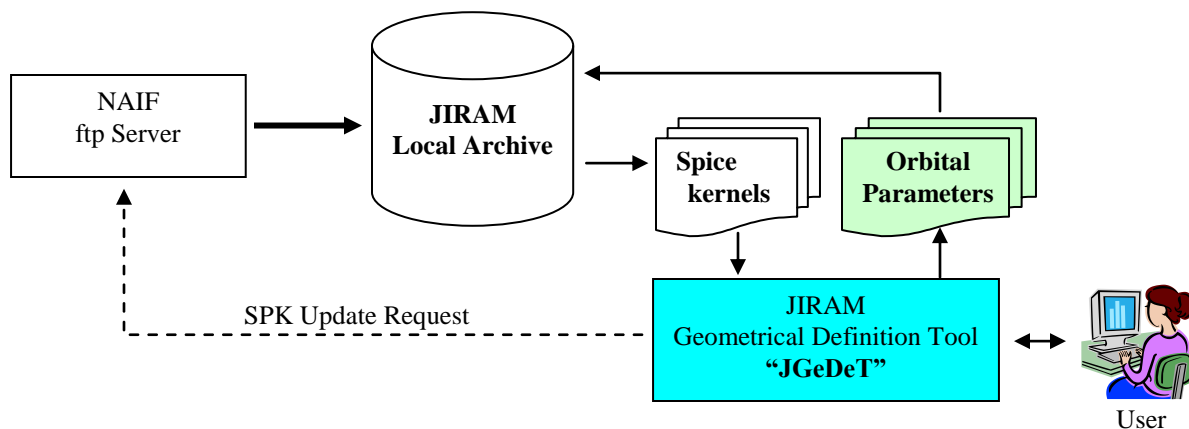 NAIF
ftp Server
JIRAM
Local Archive
Spice
kernels
Orbital
Parameters
SPK Update Request
JIRAM
Geometrical Definition Tool
“JGeDeT”
User